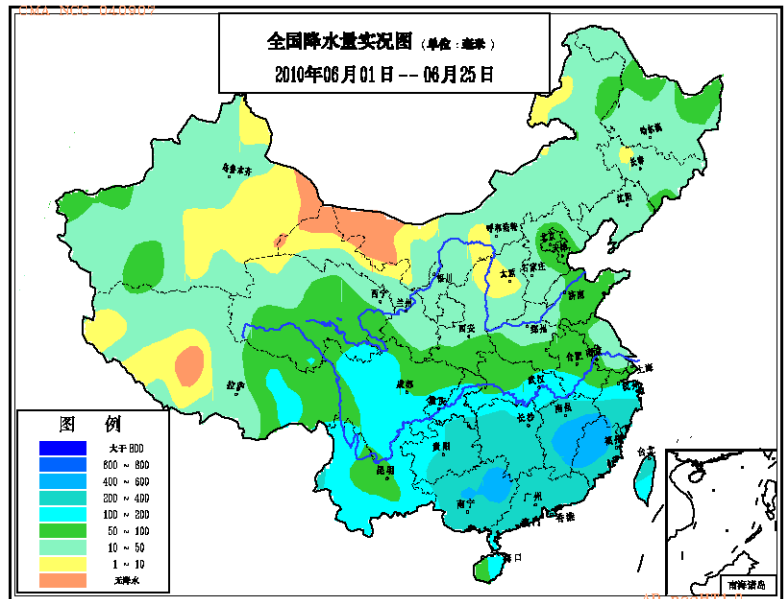 全国降水量实况图（单位：毫米）
2010年06月01日 -- 06月25日
哈尔滨
长春
乌鲁木齐
沈阳
呼和浩特
北京
天津
银川
太原
石家庄
西宁
兰州
济南
西安
郑州
合肥 南京
上海
拉萨
成都
武汉
杭州
重庆
长沙
南昌
贵阳
福州
昆明
台北
南宁
广州
澳门 香港
海口
图 例
大于 800
600 ~ 800
400 ~ 600
200 ~ 400
100 ~ 200
50 ~ 100
10 ~ 50
1 ~ 10
无降水
南海诸岛